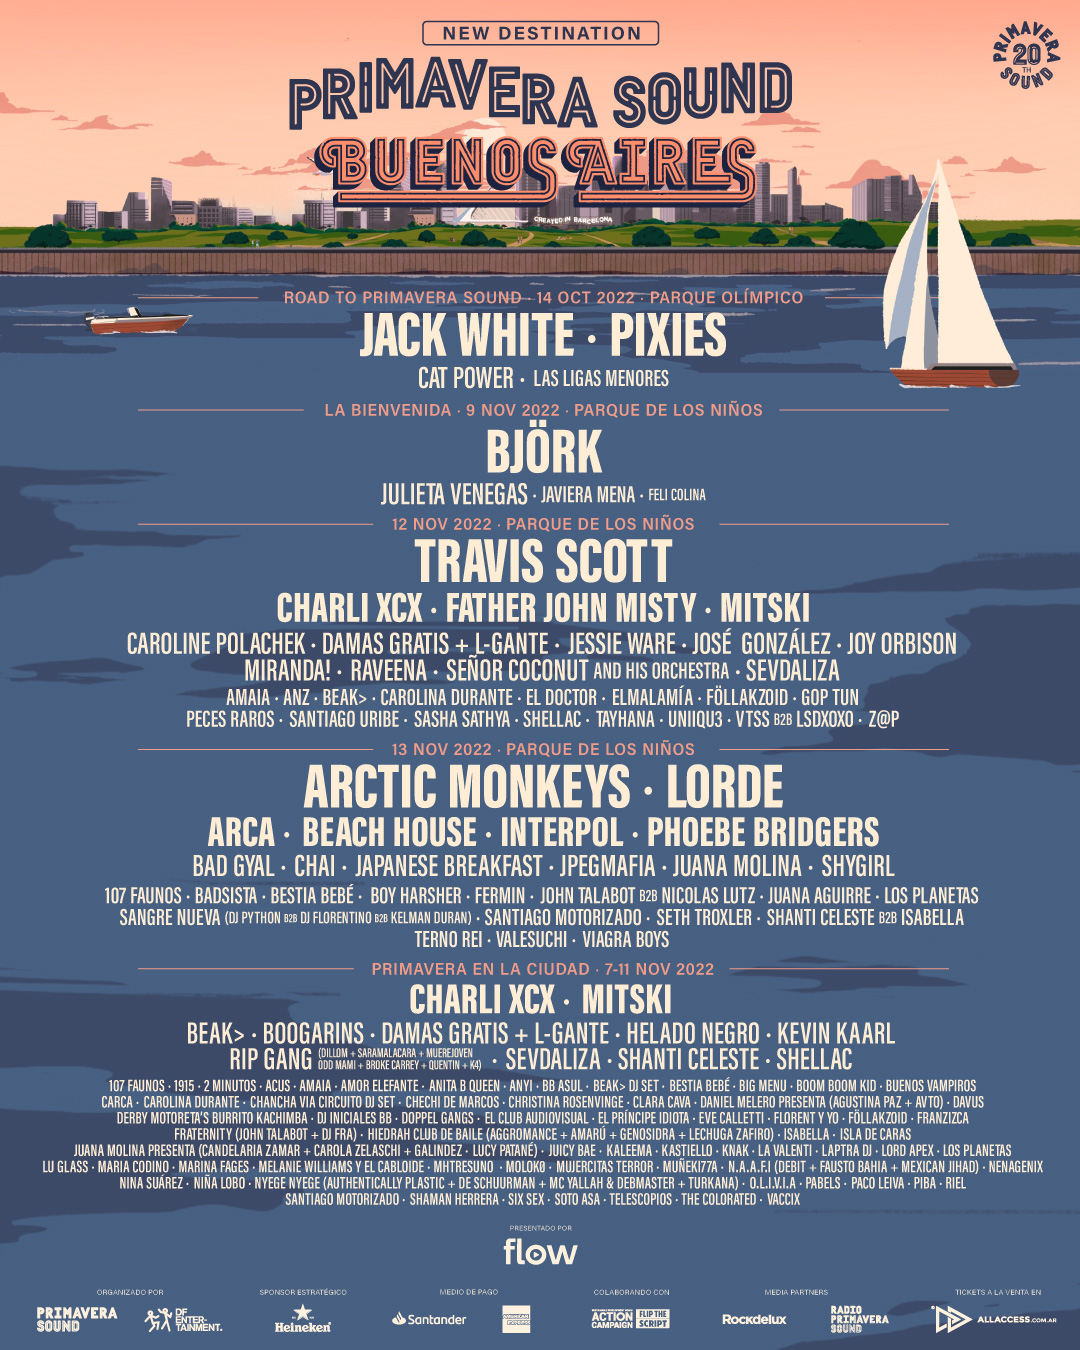 NEW DESTINATION
PRIMAVERA SOUND
BUENOS AIRES
CREATED IN BARCELONA
PRIMAVERA
20
TH
SOUND
ROAD TO PRIMAVERA SOUND · 14 OCT 2022 · PARQUE OLÍMPICO
JACK WHITE · PIXIES
CAT POWER · LAS LIGAS MENORES
LA BIENVENIDA · 9 NOV 2022 · PARQUE DE LOS NIÑOS
BJÖRK
JULIETA VENEGAS · JAVIERA MENA · FELI COLINA
12 NOV 2022 · PARQUE DE LOS NIÑOS
TRAVIS SCOTT
CHARLI XCX · FATHER JOHN MISTY · MITSKI
CAROLINE POLACHEK · DAMAS GRATIS + L-GANTE · JESSIE WARE · JOSÉ GONZÁLEZ · JOY ORBISON
MIRANDA! · RAVEENA · SEÑOR COCONUT AND HIS ORCHESTRA · SEVDALIZA
AMAIA · ANZ · BEAK> · CAROLINA DURANTE · EL DOCTOR · ELMALAMÍA · FÖLLAKZOID · GOP TUN
PECES RAROS · SANTIAGO URIBE · SASHA SATHYA · SHELLAC · TAYHANA · UNIIQU3 · VTSS B2B LSDXOXO · Z@P
13 NOV 2022 · PARQUE DE LOS NIÑOS
ARCTIC MONKEYS · LORDE
ARCA · BEACH HOUSE · INTERPOL · PHOEBE BRIDGERS
BAD GYAL · CHAI · JAPANESE BREAKFAST · JPEGMAFIA · JUANA MOLINA · SHYGIRL
107 FAUNOS · BADSISTA · BESTIA BEBÉ · BOY HARSHER · FERMIN · JOHN TALABOT B2B NICOLAS LUTZ · JUANA AGUIRRE · LOS PLANETAS
SANGRE NUEVA (DJ PYTHON B2B DJ FLORENTINO B2B KELMAN DURAN) · SANTIAGO MOTORIZADO · SETH TROXLER · SHANTI CELESTE B2B ISABELLA
TERNO REI · VALESUCHI · VIAGRA BOYS
PRIMAVERA EN LA CIUDAD · 7-11 NOV 2022
CHARLI XCX · MITSKI
BEAK> · BOOGARINS · DAMAS GRATIS + L-GANTE · HELADO NEGRO · KEVIN KAARL
RIP GANG (DILLOM + SARAMALACARA + MUEREJOVEN ODD MAMI + BROKE CARREY + QUENTIN + K4) · SEVDALIZA · SHANTI CELESTE · SHELLAC
107 FAUNOS · 1915 · 2 MINUTOS · ACUS · AMAIA · AMOR ELEFANTE · ANITA B QUEEN · ANYI · BB ASUL · BEAK> DJ SET · BESTIA BEBÉ · BIG MENU · BOOM BOOM KID · BUENOS VAMPIROS
CARCA · CAROLINA DURANTE · CHANCHA VIA CIRCUITO DJ SET · CHECHI DE MARCOS · CHRISTINA ROSENVINGE · CLARA CAVA · DANIEL MELERO PRESENTA (AGUSTINA PAZ + AVTO) · DAVUS
DERBY MOTORETA'S BURRITO KACHIMBA · DJ INICIALES BB · DOPPEL GANGS · EL CLUB AUDIOVISUAL · EL PRÍNCIPE IDIOTA · EVE CALLETTI · FLORENT Y YO · FÖLLAKZOID · FRANZIZCA
FRATERNITY (JOHN TALABOT + DJ FRA) · HIEDRAH CLUB DE BAILE (AGGROMANCE + AMARÚ + GENOSIDRA + LECHUGA ZAFIRO) · ISABELLA · ISLA DE CARAS
JUANA MOLINA PRESENTA (CANDELARIA ZAMAR + CAROLA ZELASCHI + GALINDEZ · LUCY PATANÉ) · JUICY BAE · KALEEMA · KASTIELLO · KNAK · LA VALENTI · LAPTRA DJ · LORD APEX · LOS PLANETAS
LU GLASS · MARIA CODINO · MARINA FAGES · MELANIE WILLIAMS Y EL CABLOIDE · MHTRESUNO · MOLOKØ · MUJERCITAS TERROR · MUÑEKI77A · N.A.A.F.I (DEBIT + FAUSTO BAHIA + MEXICAN JIHAD) · NENAGENIX
NINA SUÁREZ · NIÑA LOBO · NYEGE NYEGE (AUTHENTICALLY PLASTIC + DE SCHUURMAN + MC YALLAH & DEBMASTER + TURKANA) · O.L.I.V.I.A · PABELS · PACO LEIVA · PIBA · RIEL
SANTIAGO MOTORIZADO · SHAMAN HERRERA · SIX SEX · SOTO ASA · TELESCOPIOS · THE COLORATED · VACCIX
PRESENTADO POR
flow
ORGANIZADO POR
SPONSOR ESTRATÉGICO
MEDIO DE PAGO
COLABORANDO CON
MEDIA PARTNERS
TICKETS A LA VENTA EN
PRIMAVERA SOUND
DF ENTER-TAINMENT.
Heineken
Santander
AMERICAN EXPRESS
ACTION CAMPAIGN
FLIP THE SCRIPT
Rockdelux
RADIO PRIMAVERA SOUND
ALLACCESS.COM.AR